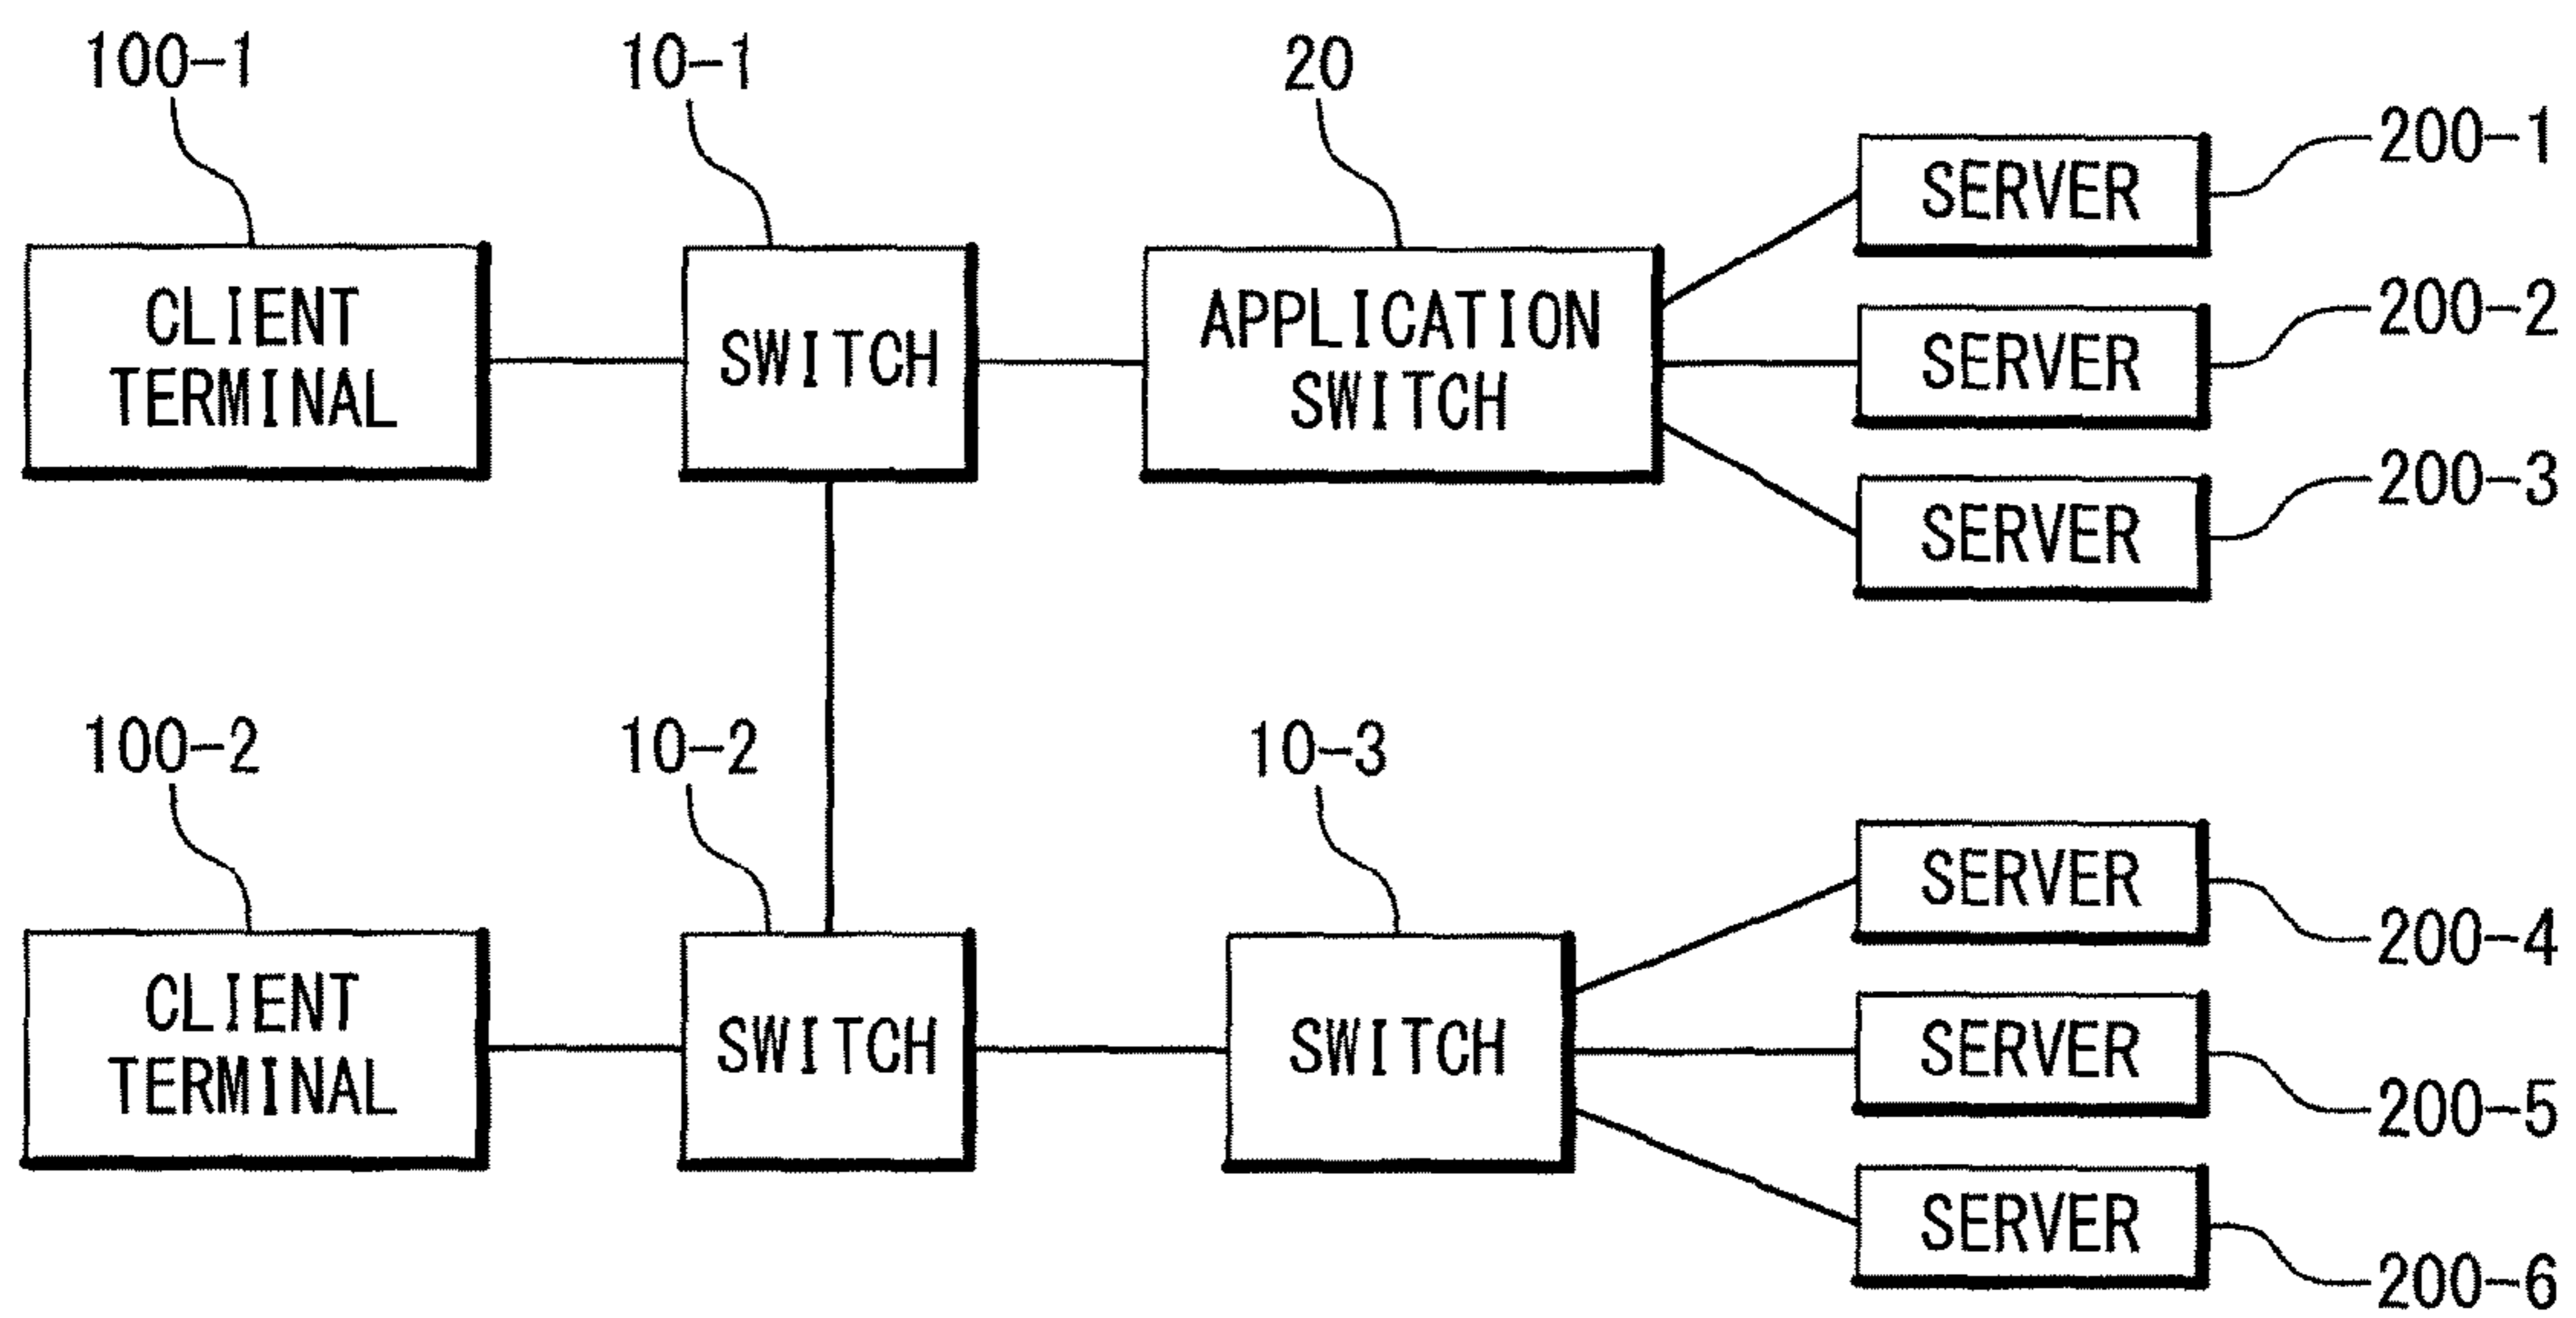 100-1
10-1
20
200-1
SERVER
200-2
SERVER
200-3
SERVER
CLIENT
TERMINAL
SWITCH
APPLICATION
SWITCH
100-2
10-2
10-3
CLIENT
TERMINAL
SWITCH
SWITCH
SERVER
200-4
SERVER
200-5
SERVER
200-6